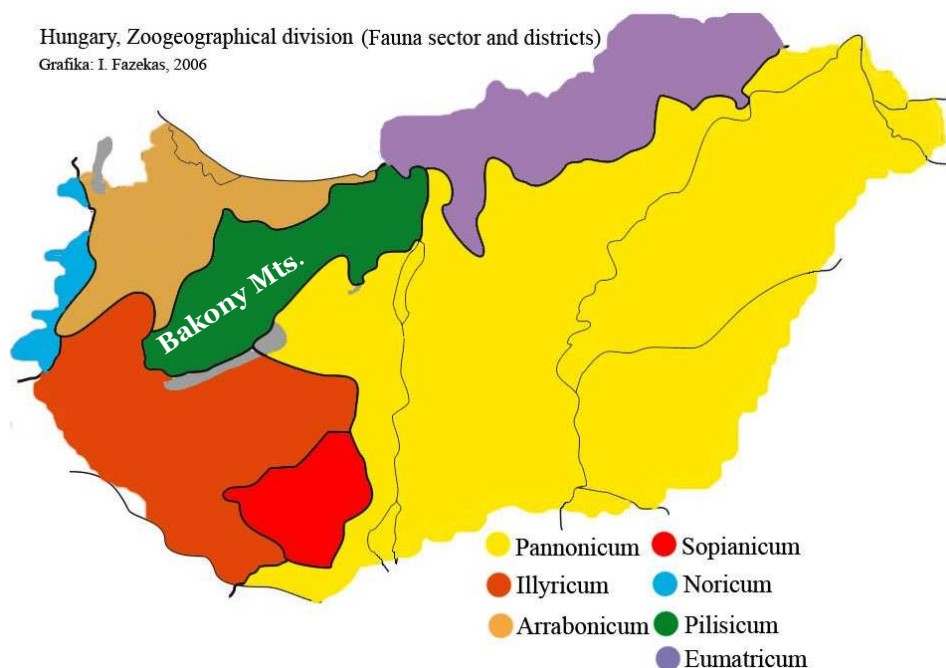 Hungary, Zoogeographical division (Fauna sector and districts)
Grafika: I. Fazekas, 2006
Bakony Mts.
Pannonicum
Sopianicum
Illyricum
Noricum
Arrabonicum
Pilisicum
Eumatricum